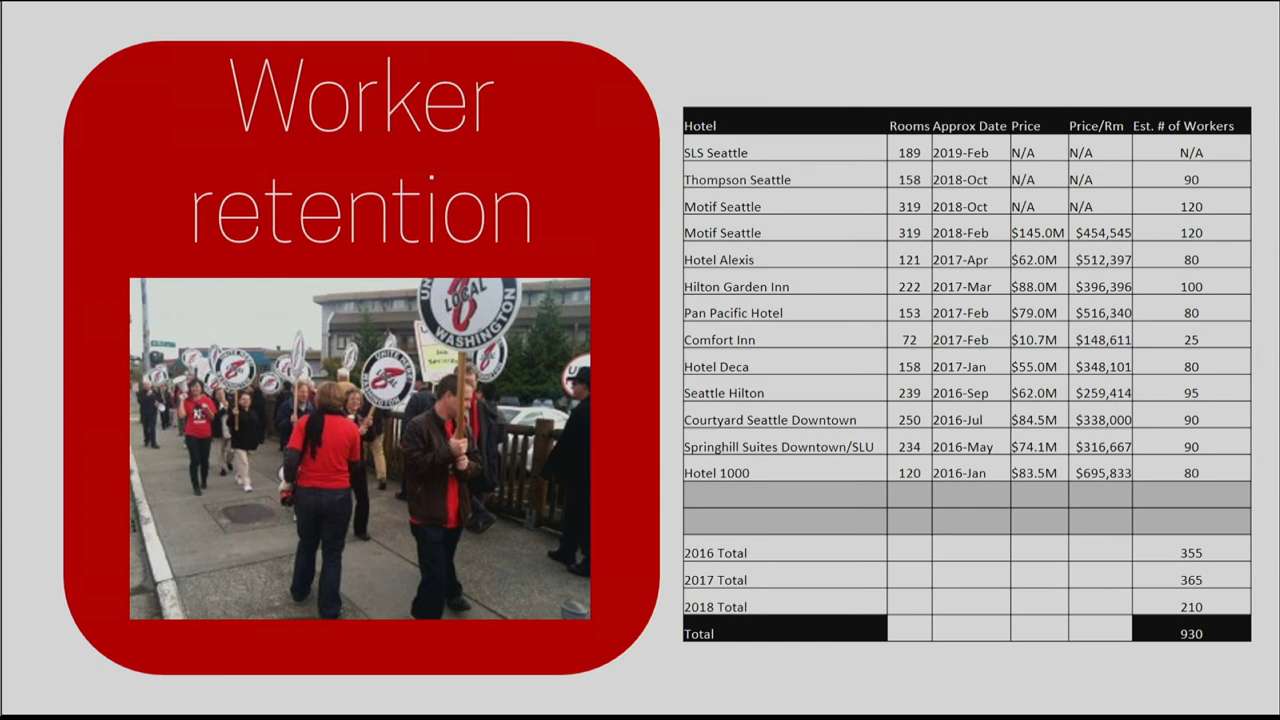 Worker
retention
UNITE HERE!
8
LOCAL
WASHINGTON
Hotel Rooms Approx Date Price Price/Rm Est. # of Workers
SLS Seattle 189 2019-Feb N/A N/A N/A
Thompson Seattle 158 2018-Oct N/A N/A 90
Motif Seattle 319 2018-Oct N/A N/A 120
Motif Seattle 319 2018-Feb $145.0M $454,545 120
Hotel Alexis 121 2017-Apr $62.0M $512,397 80
Hilton Garden Inn 222 2017-Mar $88.0M $396,396 100
Pan Pacific Hotel 153 2017-Feb $79.0M $516,340 80
Comfort Inn 72 2017-Feb $10.7M $148,611 25
Hotel Deca 158 2017-Jan $55.0M $348,101 80
Seattle Hilton 239 2016-Sep $62.0M $259,414 95
Courtyard Seattle Downtown 250 2016-Jul $84.5M $338,000 90
Springhill Suites Downtown/SLU 234 2016-May $74.1M $316,667 90
Hotel 1000 120 2016-Jan $83.5M $695,833 80
2016 Total 355
2017 Total 365
2018 Total 210
Total 930